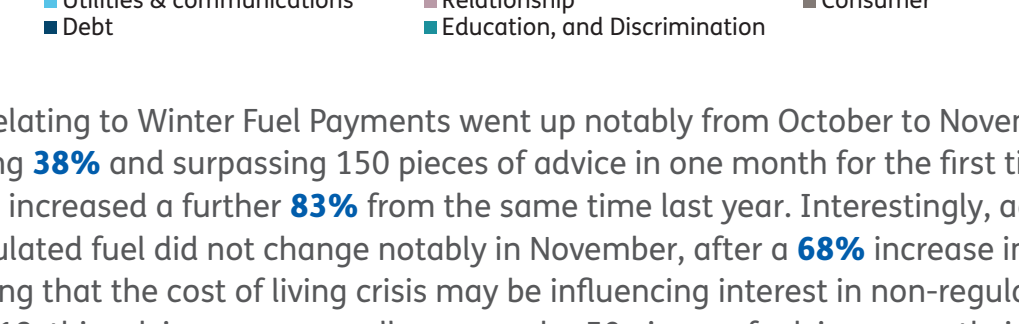 Utilities & communications Relationship Consumer
Debt Education, and Discrimination
elating to Winter Fuel Payments went up notably from October to Novem
ng 38% and surpassing 150 pieces of advice in one month for the first ti
increased a further 83% from the same time last year. Interestingly, a
ulated fuel did not change notably in November, after a 68% increase in
ng that the cost of living crisis may be influencing interest in non-regul